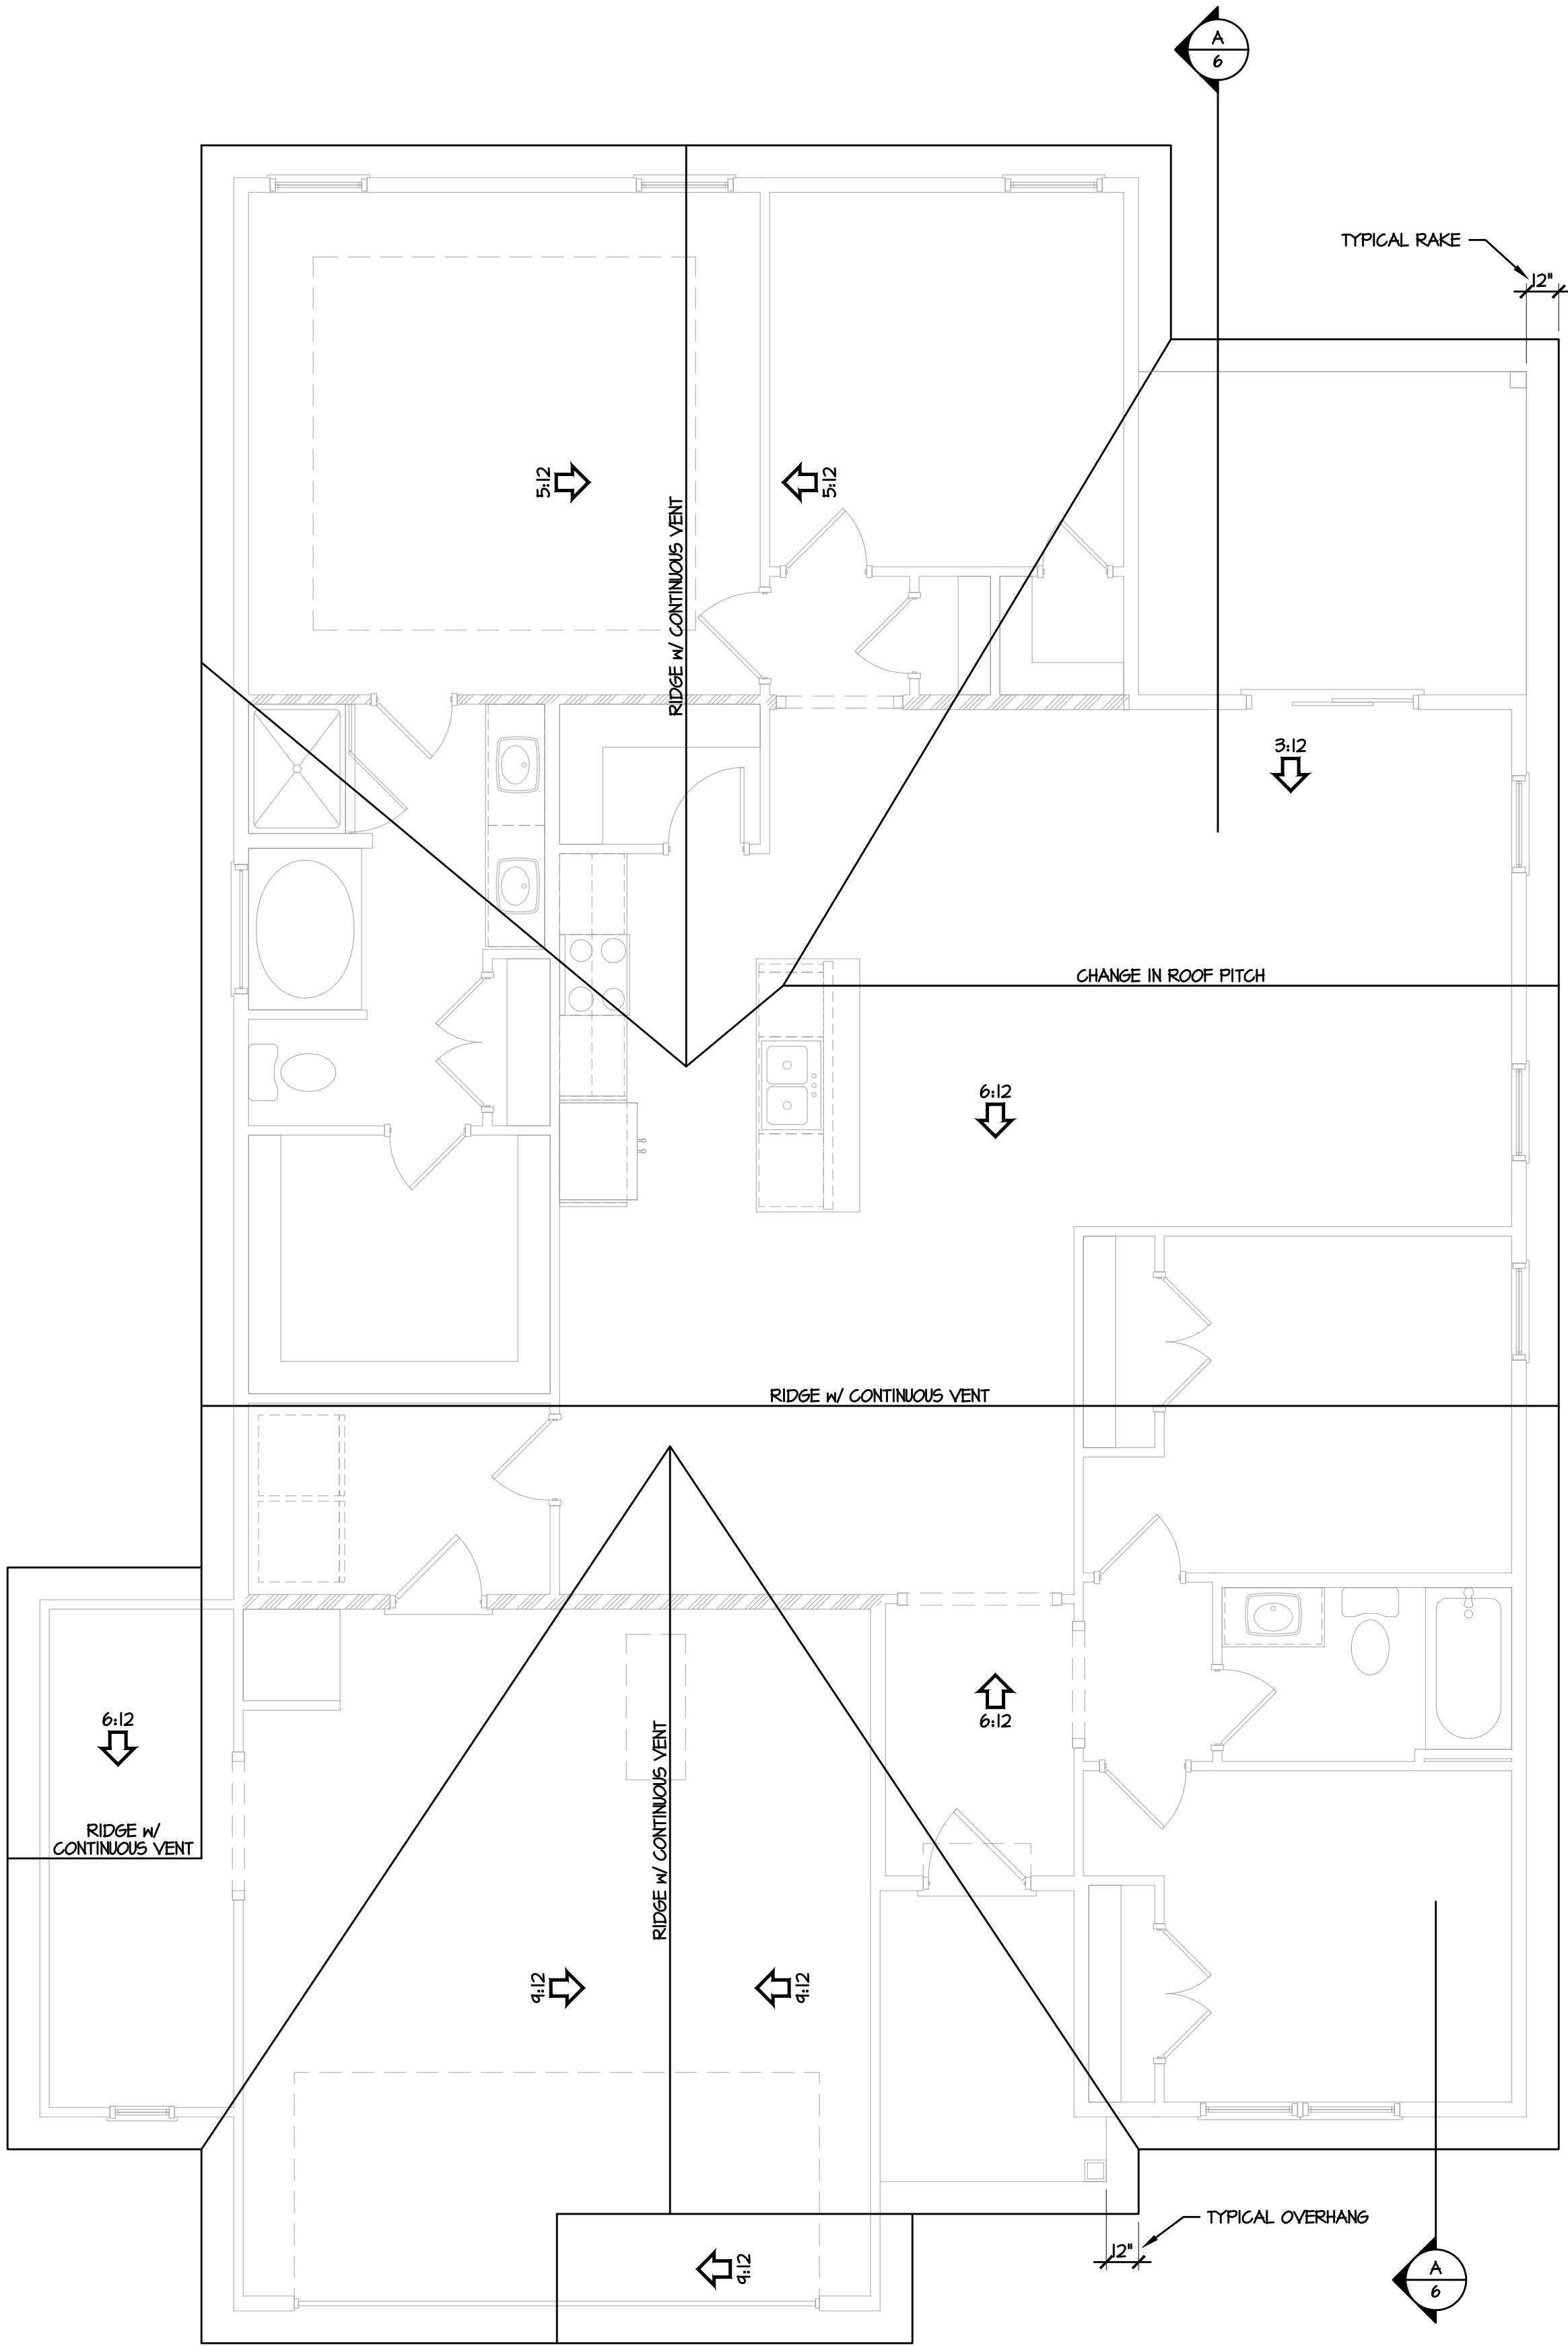 A
6
TYPICAL RAKE
12"
5:12
5:12
RIDGE W/ CONTINUOUS VENT
3:12
CHANGE IN ROOF PITCH
6:12
RIDGE W/ CONTINUOUS VENT
6:12
6:12
RIDGE W/
CONTINUOUS VENT
RIDGE W/ CONTINUOUS VENT
9:12
9:12
TYPICAL OVERHANG
12"
9:12
A
6